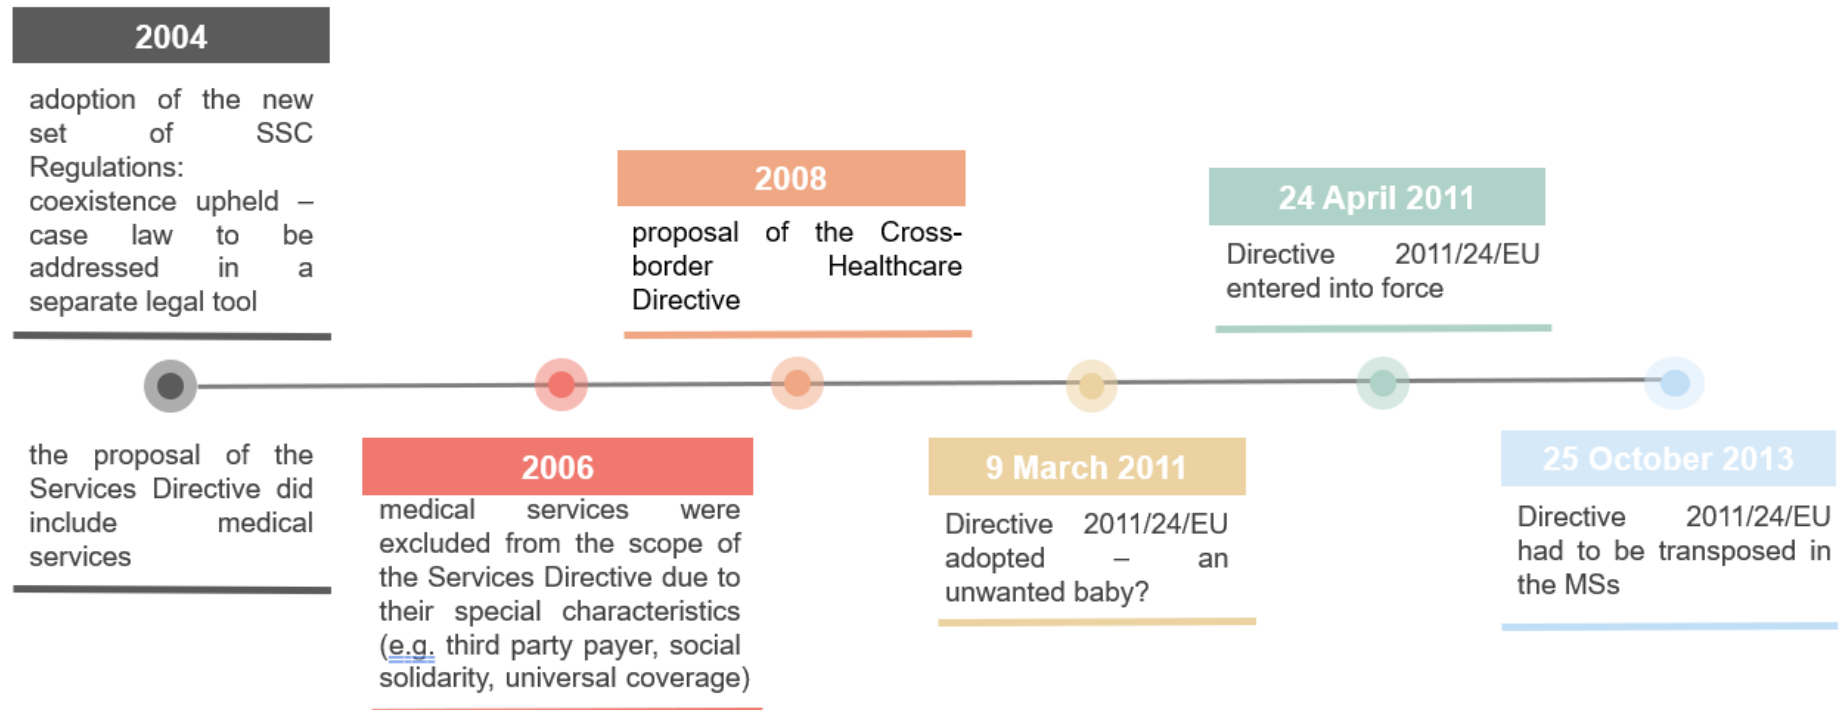 2004
adoption of the new
set of SSC
Regulations:
coexistence upheld –
case law to be
addressed in a
separate legal tool
the proposal of the
Services Directive did
include medical
services
2006
medical services were
excluded from the scope of
the Services Directive due to
their special characteristics
(e.g. third party payer, social
solidarity, universal coverage)
2008
proposal of the Cross-
border Healthcare
Directive
9 March 2011
Directive 2011/24/EU
adopted – an
unwanted baby?
24 April 2011
Directive 2011/24/EU
entered into force
25 October 2013
Directive 2011/24/EU
had to be transposed in
the MSs